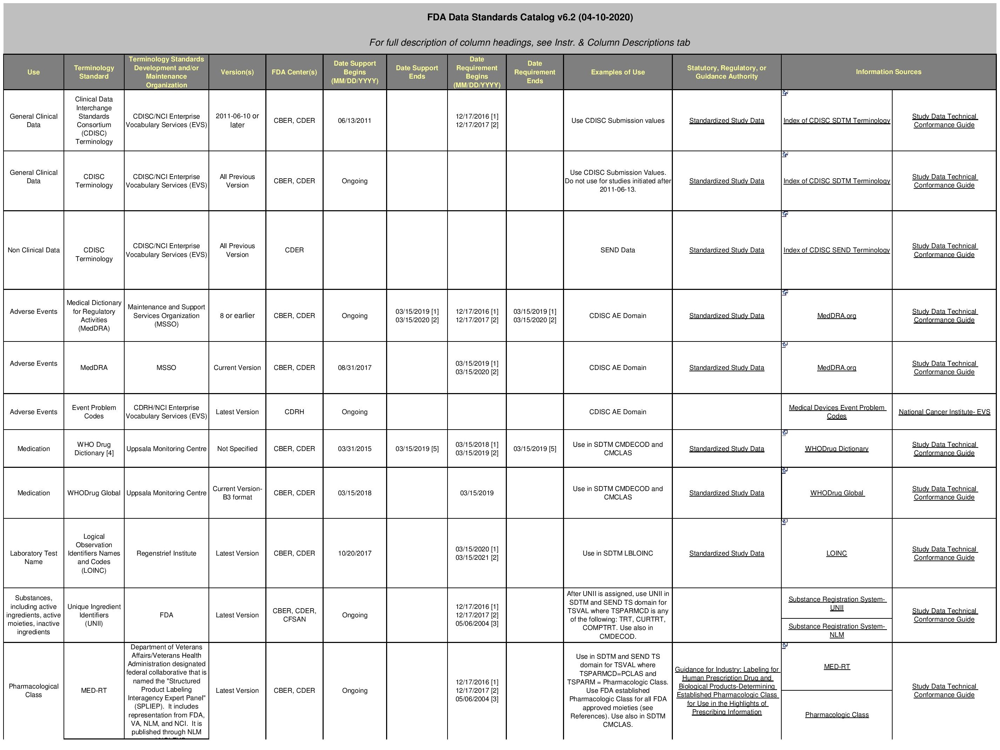 FDA Data Standards Catalog v6.2 (04-10-2020)
For full description of column headings, see Instr. & Column Descriptions tab
Use
Terminology
Standard
Terminology Standards
Development and/or
Maintenance
Organization
Version(s)
FDA Center(s)
Date Support
Begins
(MM/DD/YYYY)
Date Support
Ends
Date
Requirement
Begins
(MM/DD/YYYY)
Date
Requirement
Ends
Examples of Use
Statutory, Regulatory, or
Guidance Authority
Information Sources
General Clinical
Data
Clinical Data
Interchange
Standards
Consortium
(CDISC)
Terminology
CDISC/NCI Enterprise
Vocabulary Services (EVS)
2011-06-10 or
later
CBER, CDER
06/13/2011
12/17/2016 [1]
12/17/2017 [2]
Use CDISC Submission values
Standardized Study Data
Index of CDISC SDTM Terminology
Study Data Technical
Conformance Guide
General Clinical
Data
CDISC
Terminology
CDISC/NCI Enterprise
Vocabulary Services (EVS)
All Previous
Version
CBER, CDER
Ongoing
Use CDISC Submission Values.
Do not use for studies initiated after
2011-06-13.
Standardized Study Data
Index of CDISC SDTM Terminology
Study Data Technical
Conformance Guide
Non Clinical Data
CDISC
Terminology
CDISC/NCI Enterprise
Vocabulary Services (EVS)
All Previous
Version
CDER
SEND Data
Standardized Study Data
Index of CDISC SEND Terminology
Study Data Technical
Conformance Guide
Adverse Events
Medical Dictionary
for Regulatory
Activities
(MedDRA)
Maintenance and Support
Services Organization
(MSSO)
8 or earlier
CBER, CDER
Ongoing
03/15/2019 [1]
03/15/2020 [2]
12/17/2016 [1]
12/17/2017 [2]
03/15/2019 [1]
03/15/2020 [2]
CDISC AE Domain
Standardized Study Data
MedDRA.org
Study Data Technical
Conformance Guide
Adverse Events
MedDRA
MSSO
Current Version
CBER, CDER
08/31/2017
03/15/2019 [1]
03/15/2020 [2]
CDISC AE Domain
Standardized Study Data
MedDRA.org
Study Data Technical
Conformance Guide
Adverse Events
Event Problem
Codes
CDRH/NCI Enterprise
Vocabulary Services (EVS)
Latest Version
CDRH
Ongoing
CDISC AE Domain
Medical Devices Event Problem
Codes
National Cancer Institute- EVS
Medication
WHO Drug
Dictionary [4]
Uppsala Monitoring Centre
Not Specified
CBER, CDER
03/31/2015
03/15/2019 [5]
03/15/2018 [1]
03/15/2019 [2]
03/15/2019 [5]
Use in SDTM CMDECOD and
CMCLAS
Standardized Study Data
WHODrug Dictionary
Study Data Technical
Conformance Guide
Medication
WHODrug Global
Uppsala Monitoring Centre
Current Version-
B3 format
CBER, CDER
03/15/2018
03/15/2019
Use in SDTM CMDECOD and
CMCLAS
Standardized Study Data
WHODrug Global
Study Data Technical
Conformance Guide
Laboratory Test
Name
Logical
Observation
Identifiers Names
and Codes
(LOINC)
Regenstrief Institute
Latest Version
CBER, CDER
10/20/2017
03/15/2020 [1]
03/15/2021 [2]
Use in SDTM LBLOINC
Standardized Study Data
LOINC
Study Data Technical
Conformance Guide
Substances,
including active
ingredients, active
moieties, inactive
ingredients
Unique Ingredient
Identifiers
(UNII)
FDA
Latest Version
CBER, CDER,
CFSAN
Ongoing
12/17/2016 [1]
12/17/2017 [2]
05/06/2004 [3]
After UNII is assigned, use UNII in
SDTM and SEND TS domain for
TSVAL where TSPARMCD is any
of the following: TRT, CURTRT,
COMPTRT. Use also in
CMDECOD.
Substance Registration System-
UNII
Substance Registration System-
NLM
Study Data Technical
Conformance Guide
Pharmacological
Class
MED-RT
Department of Veterans
Affairs/Veterans Health
Administration designated
federal collaborative that is
named the "Structured
Product Labeling
Interagency Expert Panel"
(SPLIEP). It includes
representation from FDA,
VA, NLM, and NCI. It is
published through NLM
Latest Version
CBER, CDER
Ongoing
12/17/2016 [1]
12/17/2017 [2]
05/06/2004 [3]
Use in SDTM and SEND TS
domain for TSVAL where
TSPARMCD=PCLAS and
TSPARM = Pharmacologic Class.
Use FDA established
Pharmacologic Class for all FDA
approved moieties (see
References). Use also in SDTM
CMCLAS.
Guidance for Industry: Labeling for
Human Prescription Drug and
Biological Products-Determining
Established Pharmacologic Class
for Use in the Highlights of
Prescribing Information
MED-RT
Pharmacologic Class
Study Data Technical
Conformance Guide